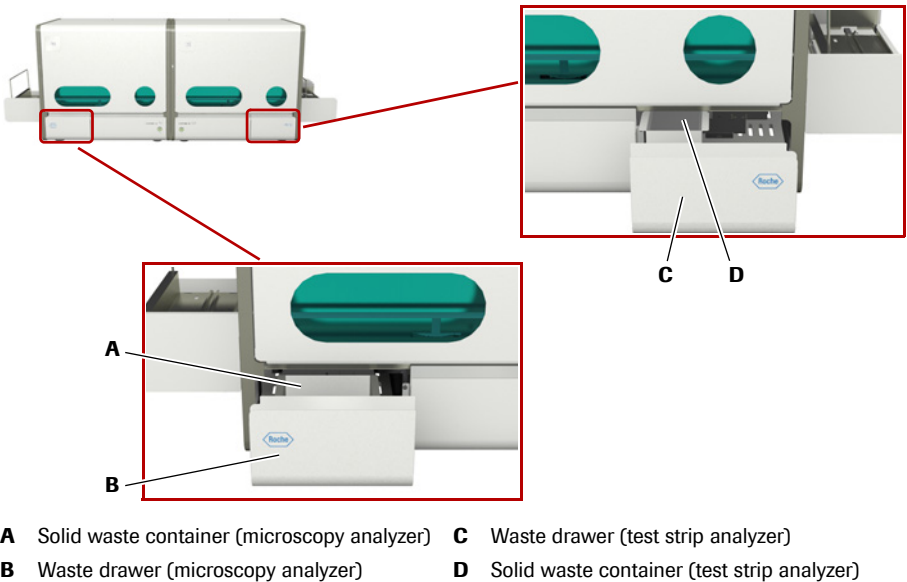 Roche
C
D
A
Roche
B
A Solid waste container (microscopy analyzer)
C Waste drawer (test strip analyzer)
B Waste drawer (microscopy analyzer)
D Solid waste container (test strip analyzer)